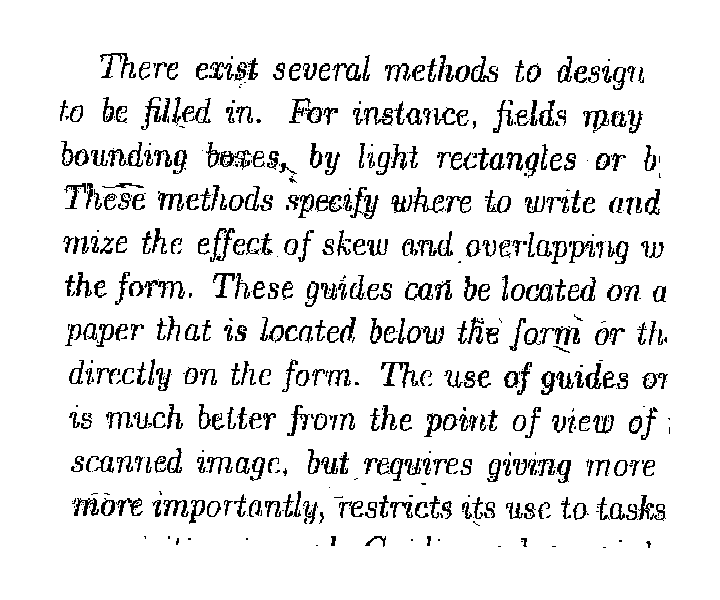 There exist several methods to design
to be filled in. For instance, fields may
bounding boxes, by light rectangles or
These methods specify where to write and
mize the effect of skew and overlapping
the form. These guides can be located on a
paper that is located below the form or
directly on the form. The use of guides
is much better from the point of view of
scanned image, but requires giving more
more importantly, restricts its use to tasks